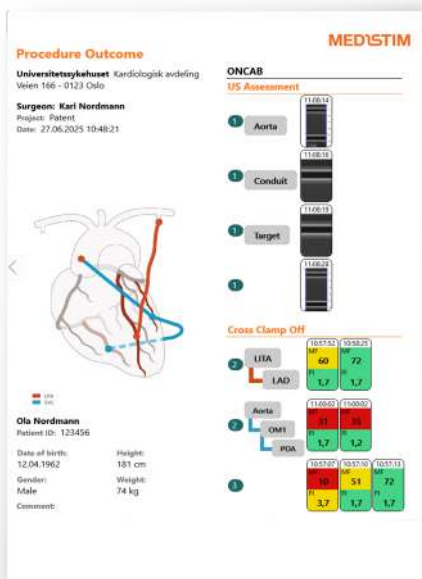 MEDISTIM
Procedure Outcome
Universitetssykehuset Kardiologisk avdeling
Veien 166 - 0123 Oslo
Surgeon: Kari Nordmann
Project: Patent
Date: 27.06.2025 10:48:21
LITA
SVG
Ola Nordmann
Patient ID: 123456
Date of birth: Height:
12.04.1962 181 cm
Gender: Weight:
Male 74 kg
Comment:
ONCAB
US Assessment
11:08:14
1 Aorta
11:08:16
1 Conduit
11:08:19
1 Target
11:08:28
1
Cross Clamp Off
10:57:52 10:58:25
MF MF
2 LITA 60 72
PI PI
LAD 1,7 1,7
11:00:02 11:00:02
Aorta MF MF
2 OM1 31 35
PI PI
PDA 1,7 1,2
10:57:07 10:57:10 10:57:13
MF MF MF
3 10 51 72
PI PI PI
3,7 1,7 1,7